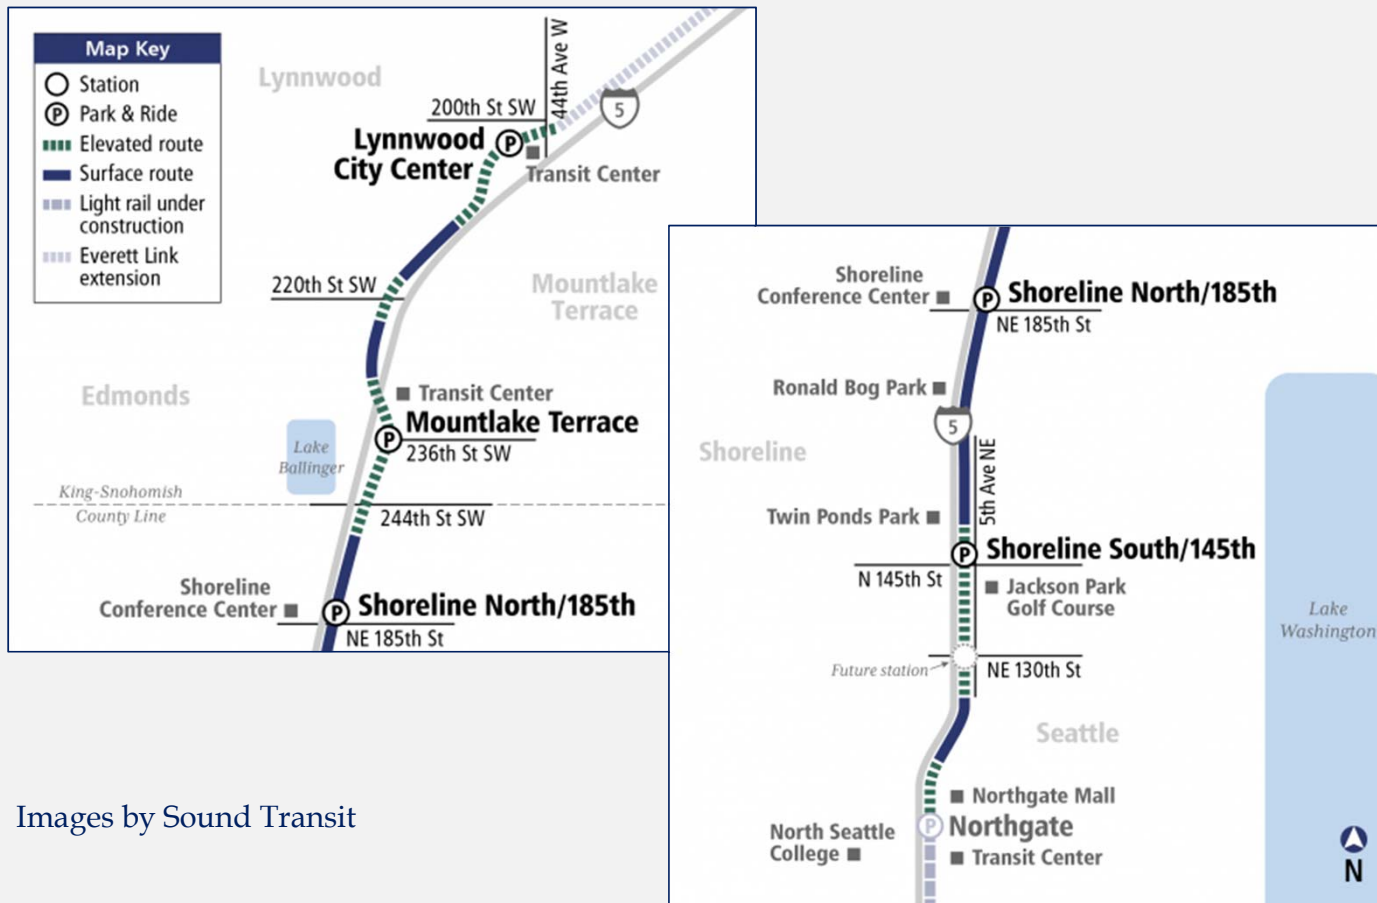 Map Key
Station
Park & Ride
Elevated route
Surface route
Light rail under
construction
Everett Link
extension
Lynnwood
44th Ave W
200th St SW
5
Lynnwood
City Center
P
Transit Center
220th St SW
Mountlake
Terrace
Edmonds
Transit Center
Mountlake Terrace
P
236th St SW
Lake
Ballinger
King-Snohomish
County Line
244th St SW
Shoreline
Conference Center
P
Shoreline North/185th
NE 185th St
Shoreline
Conference Center
P
Shoreline North/185th
NE 185th St
Ronald Bog Park
5
Shoreline
5th Ave NE
Twin Ponds Park
P
Shoreline South/145th
N 145th St
Jackson Park
Golf Course
Lake
Washington
Future station
NE 130th St
Seattle
Northgate Mall
P
Northgate
North Seattle
College
Transit Center
N
Images by Sound Transit